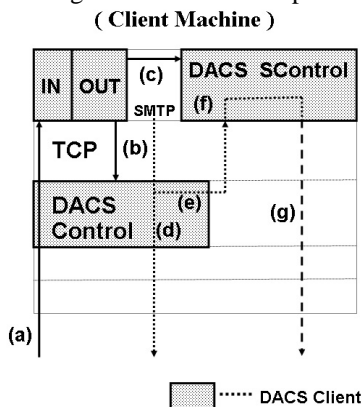 ( Client Machine )
IN OUT (c) DACS SControl
SMTP (f)
TCP (b)
(e)
DACS
Control (d) (g)
(a)
DACS Client